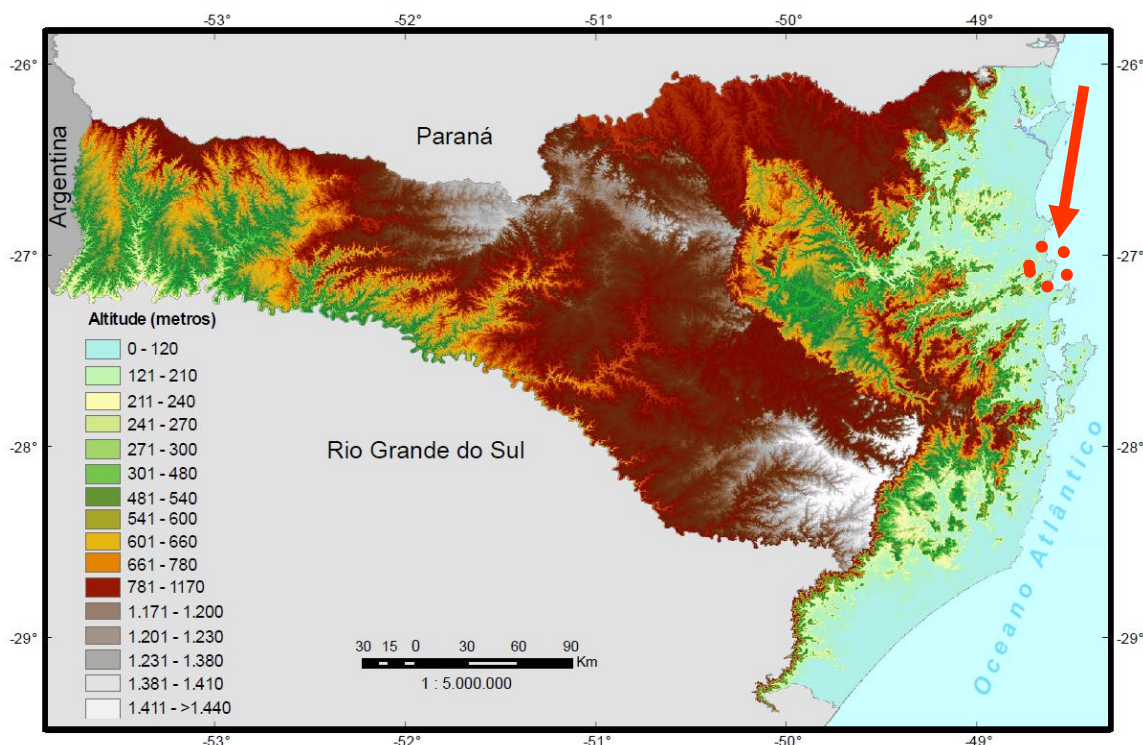 -53° -52° -51° -50° -49°
-26° -26°
Paraná
Argentina
-27° -27°
Altitude (metros)
0 - 120
121 - 210
211 - 240
241 - 270
271 - 300
301 - 480
481 - 540
541 - 600
601 - 660
661 - 780
781 - 1170
1.171 - 1.200
1.201 - 1.230
1.231 - 1.380
1.381 - 1.410
1.411 - >1.440
Rio Grande do Sul
-28° -28°
Oceano Atlântico
-29° -29°
30 15 0 30 60 90
Km
1 : 5.000.000
-53° -52° -51° -50° -49°